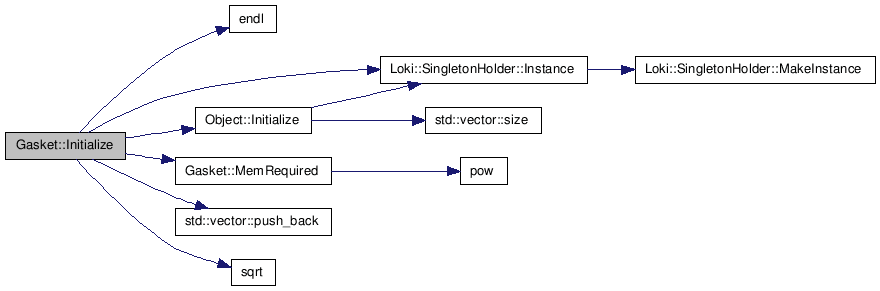 endl
Loki::SingletonHolder::Instance
Loki::SingletonHolder::MakeInstance
Object::Initialize
std::vector::size
Gasket::Initialize
Gasket::MemRequired
pow
std::vector::push_back
sqrt